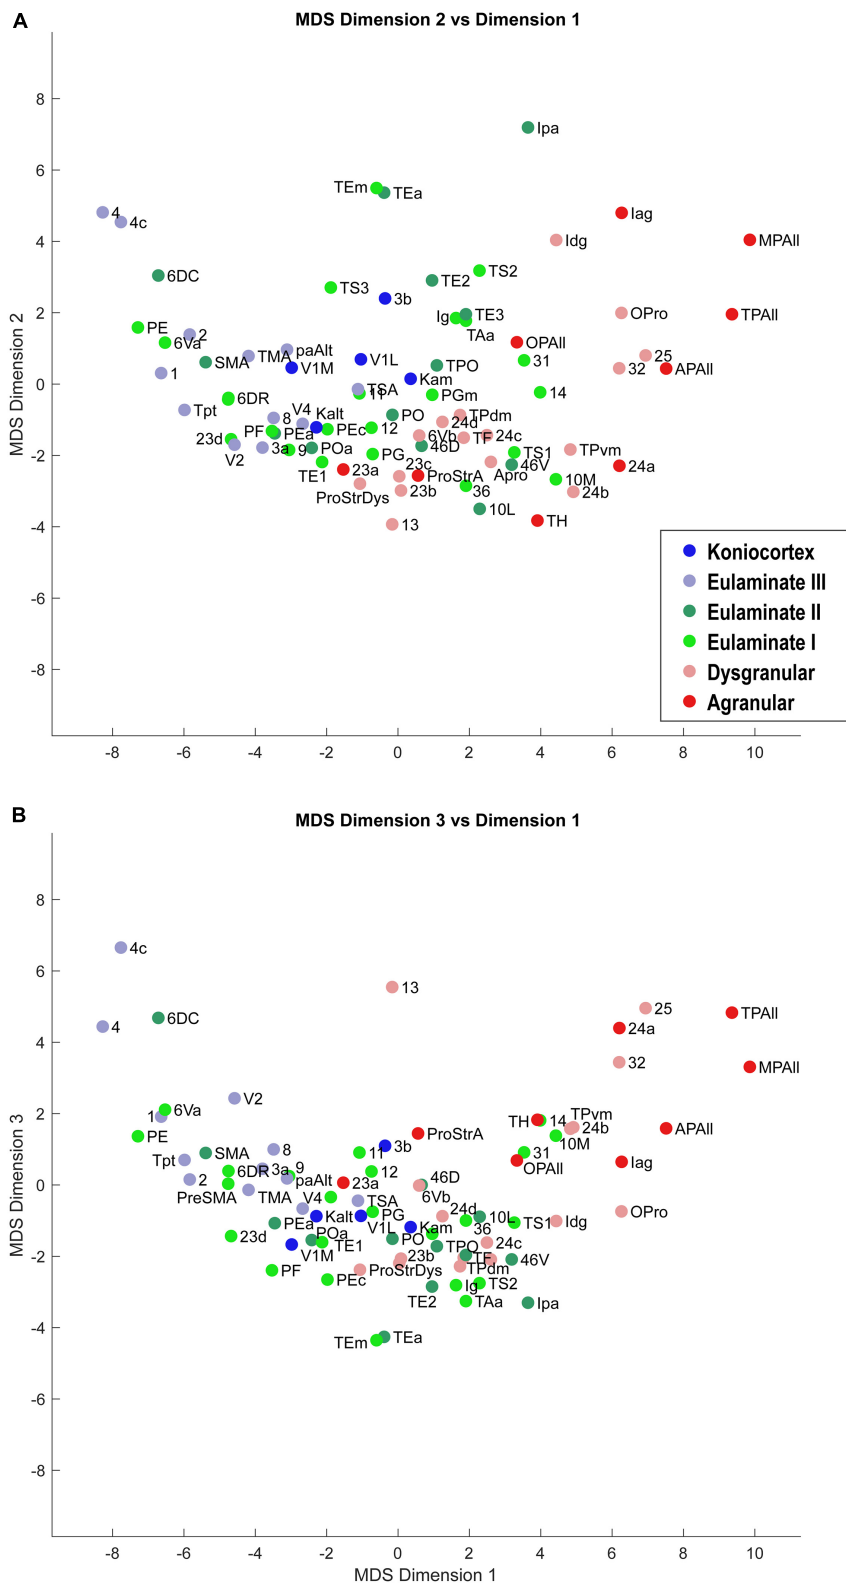 A
MDS Dimension 2 vs Dimension 1
8
Ipa
6
TEm
TEa
4
4c
Iag
4
Idg
MPAll
6DC
TE2
TS2
TS3
3b
2
OPro
TPAll
Ig
TE3
TAa
PE
2
6Va
OPAll
paAlt
TMA
SMA
V1M
V1L
TPO
31
25
32
APAll
1
0
Kam
TSA
11
PGm
14
6DR
Tpt
8
V4
Kalt
PO
TPdm
24d
PF
PEa
PEc
12
6Vb
TF
24c
23d
V2
3a
9
POa
46D
TS1
TPvm
-2
TE1
PG
23c
23a
ProStrA
Apro
46V
24a
ProStrDys
23b
36
10M
24b
10L
13
TH
-4
-6
-8
MDS Dimension 2
Koniocortex
Eulaminate III
Eulaminate II
Eulaminate I
Dysgranular
Agranular
-8 -6 -4 -2 0 2 4 6 8 10
B
MDS Dimension 3 vs Dimension 1
8
4c
6
13
25
TPAll
4
6DC
24a
4
32
MPAll
V2
2
1
6Va
PE
TH
14
TPvm
24b
10M
APAll
ProStrA
3b
8
SMA
11
31
OPAll
Iag
Tpt
6DR
3a
9
12
46D
2
paAlt
23a
0
PreSMA
TMA
V4
TSA
6Vb
24d
PG
10L
Kalt
V1L
Kam
36
TS1
Idg
OPro
PEa
23d
POa
TE1
PO
TPO
24c
V1M
-2
PF
PEc
ProStrDys
23b
TF
TPdm
46V
TE2
Ig
TS2
TAa
Ipa
-4
TEm
TEa
-6
-8
MDS Dimension 3
-8 -6 -4 -2 0 2 4 6 8 10
MDS Dimension 1